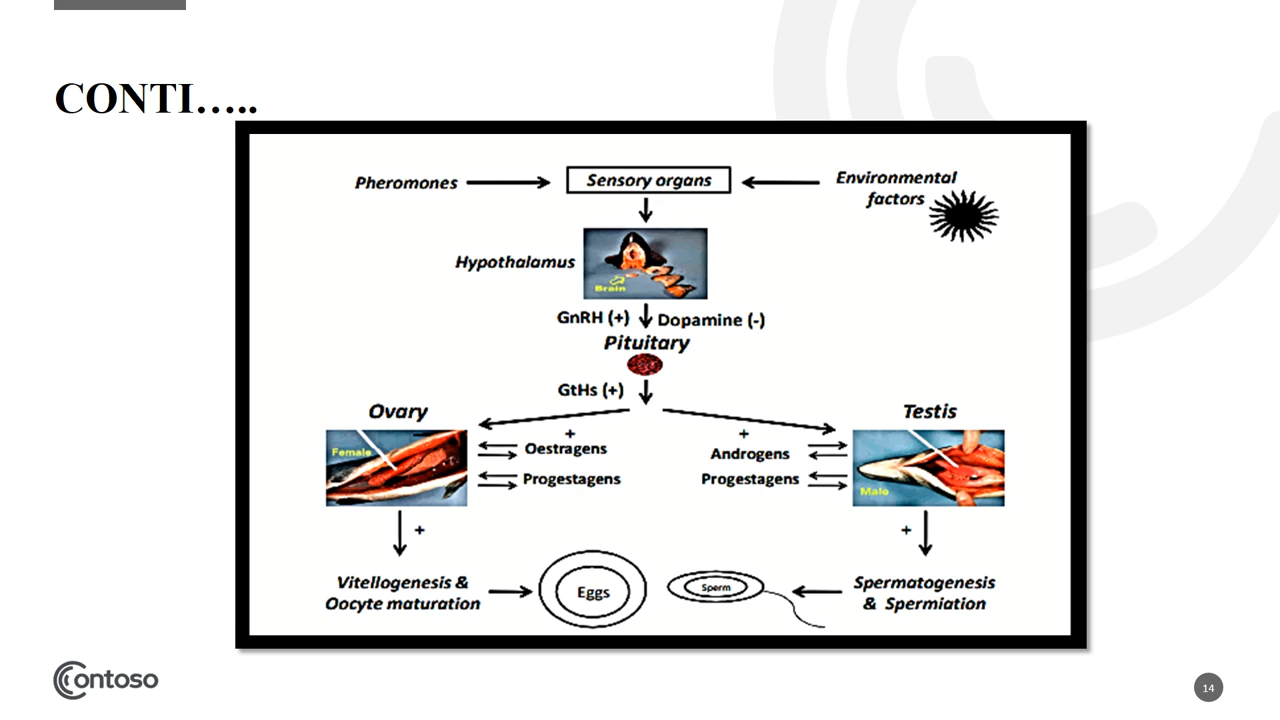 CONTI…..
Pheromones
Sensory organs
Environmental
factors
Hypothalamus
Brain
GnRH (+)
Dopamine (-)
Pituitary
GtHs (+)
Ovary
Testis
+
+
Female
Oestragens
Androgens
Progestagens
Progestagens
Male
+
+
Vitellogenesis &
Oocyte maturation
Eggs
Sperm
Spermatogenesis
& Spermiation
Contoso
14